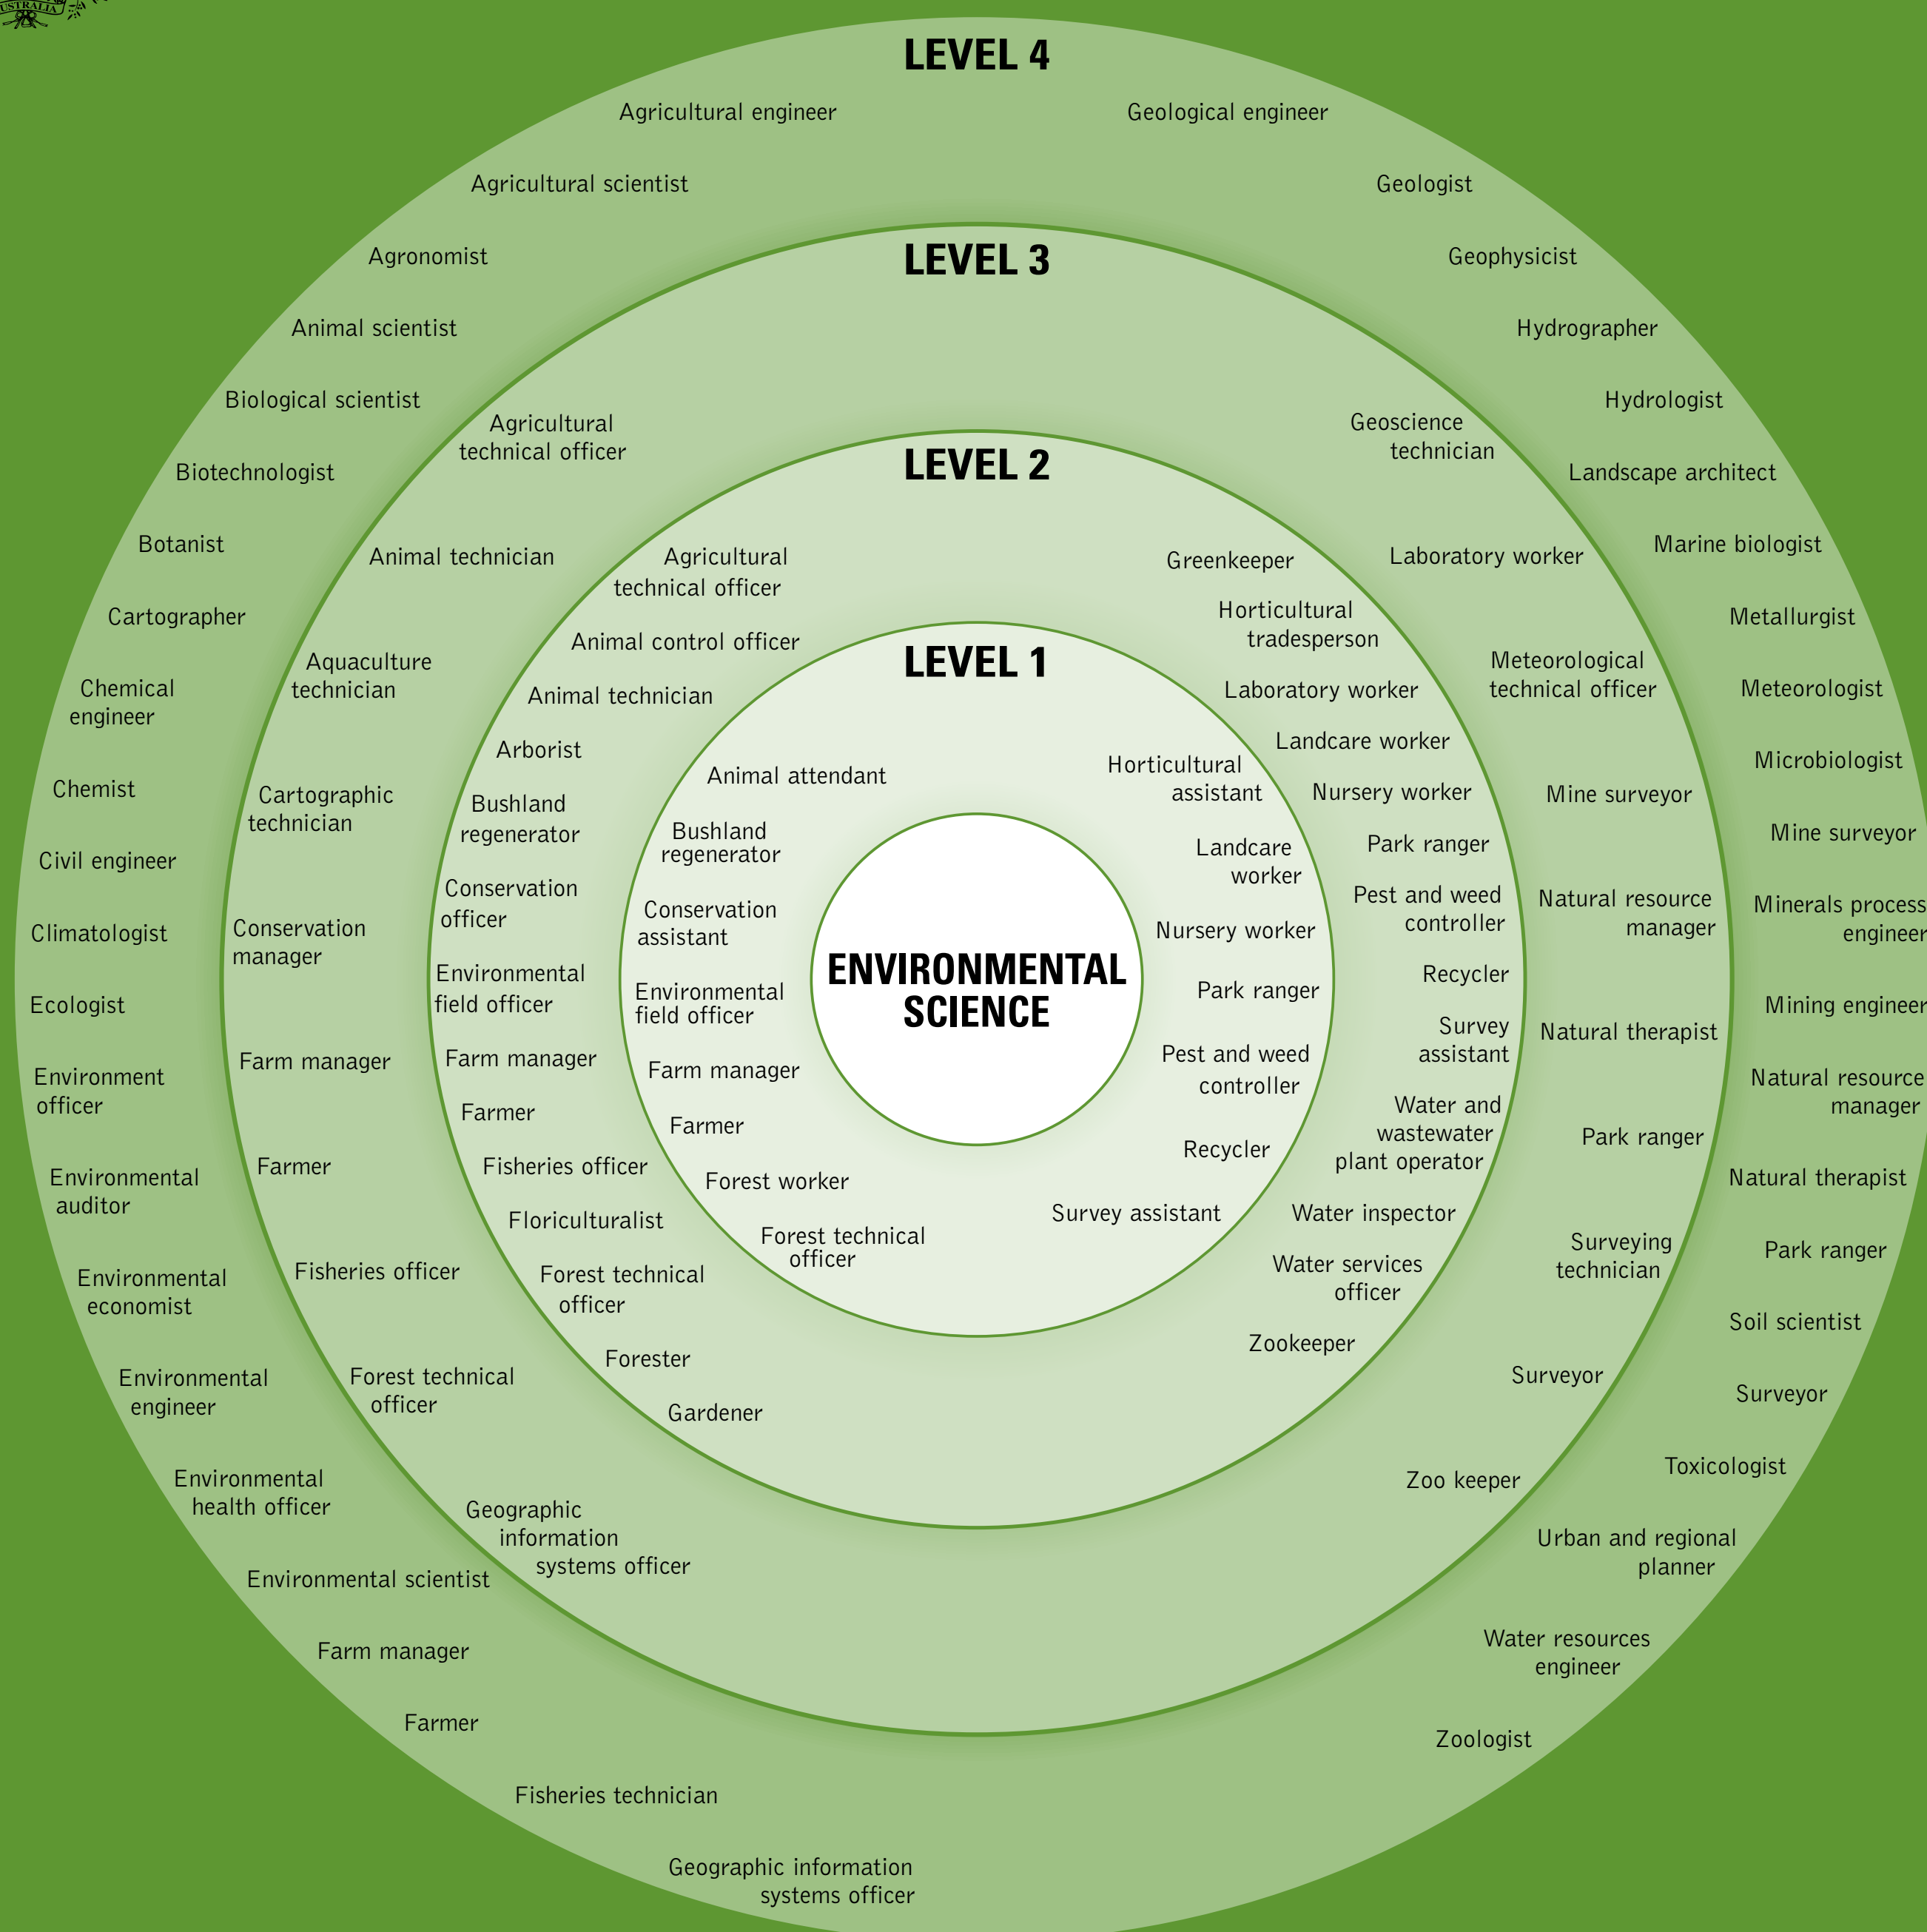 USTRALIA
LEVEL 4
Agricultural engineer
Agricultural scientist
Agronomist
Animal scientist
Biological scientist
Biotechnologist
Botanist
Cartographer
Chemical
engineer
Chemist
Civil engineer
Climatologist
Ecologist
Environment
officer
Environmental
auditor
Environmental
economist
Environmental
engineer
Environmental
health officer
Environmental scientist
Farm manager
Farmer
Fisheries technician
Geographic information
systems officer
Geological engineer
Geologist
Geophysicist
Hydrographer
Hydrologist
Landscape architect
Marine biologist
Metallurgist
Meteorologist
Microbiologist
Mine surveyor
Minerals process
engineer
Mining engineer
Natural resource
manager
Natural therapist
Park ranger
Soil scientist
Surveyor
Toxicologist
Urban and regional
planner
Water resources
engineer
Zoologist
LEVEL 3
Agricultural
technical officer
Animal technician
Aquaculture
technician
Cartographic
technician
Conservation
manager
Farm manager
Farmer
Fisheries officer
Forest technical
officer
Geographic
information
systems officer
Geoscience
technician
Laboratory worker
Meteorological
technical officer
Mine surveyor
Natural resource
manager
Natural therapist
Park ranger
Surveying
technician
Surveyor
Zoo keeper
LEVEL 2
Agricultural
technical officer
Animal control officer
Animal technician
Arborist
Bushland
regenerator
Conservation
officer
Environmental
field officer
Farm manager
Farmer
Fisheries officer
Floriculturalist
Forest technical
officer
Forester
Gardener
Greenkeeper
Horticultural
tradesperson
Laboratory worker
Landcare worker
Nursery worker
Park ranger
Pest and weed
controller
Recycler
Survey
assistant
Water and
wastewater
plant operator
Water inspector
Water services
officer
Zookeeper
LEVEL 1
Animal attendant
Bushland
regenerator
Conservation
assistant
Environmental
field officer
Farm manager
Farmer
Forest worker
Forest technical
officer
Horticultural
assistant
Landcare
worker
Nursery worker
Park ranger
Pest and weed
controller
Recycler
Survey assistant
ENVIRONMENTAL
SCIENCE